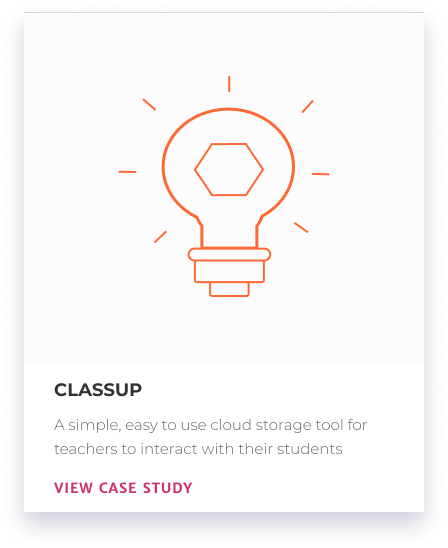 CLASSUP
A simple, easy to use cloud storage tool for
teachers to interact with their students
VIEW CASE STUDY